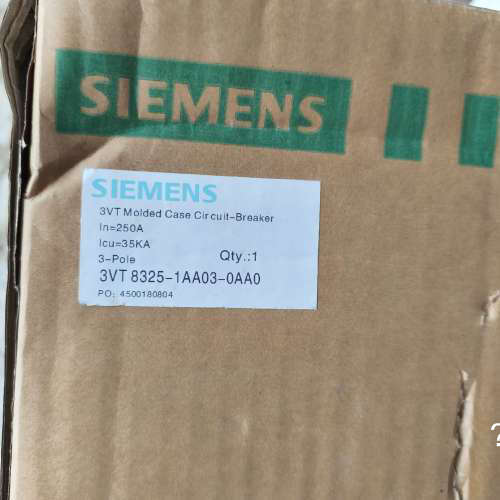 SIEMENS
SIEMENS
3VT Molded Case Circuit-Breaker
In=250A
Icu=35KA
3-Pole Qty.:1
3VT 8325-1AA03-0AA0
PO: 4500180804
?